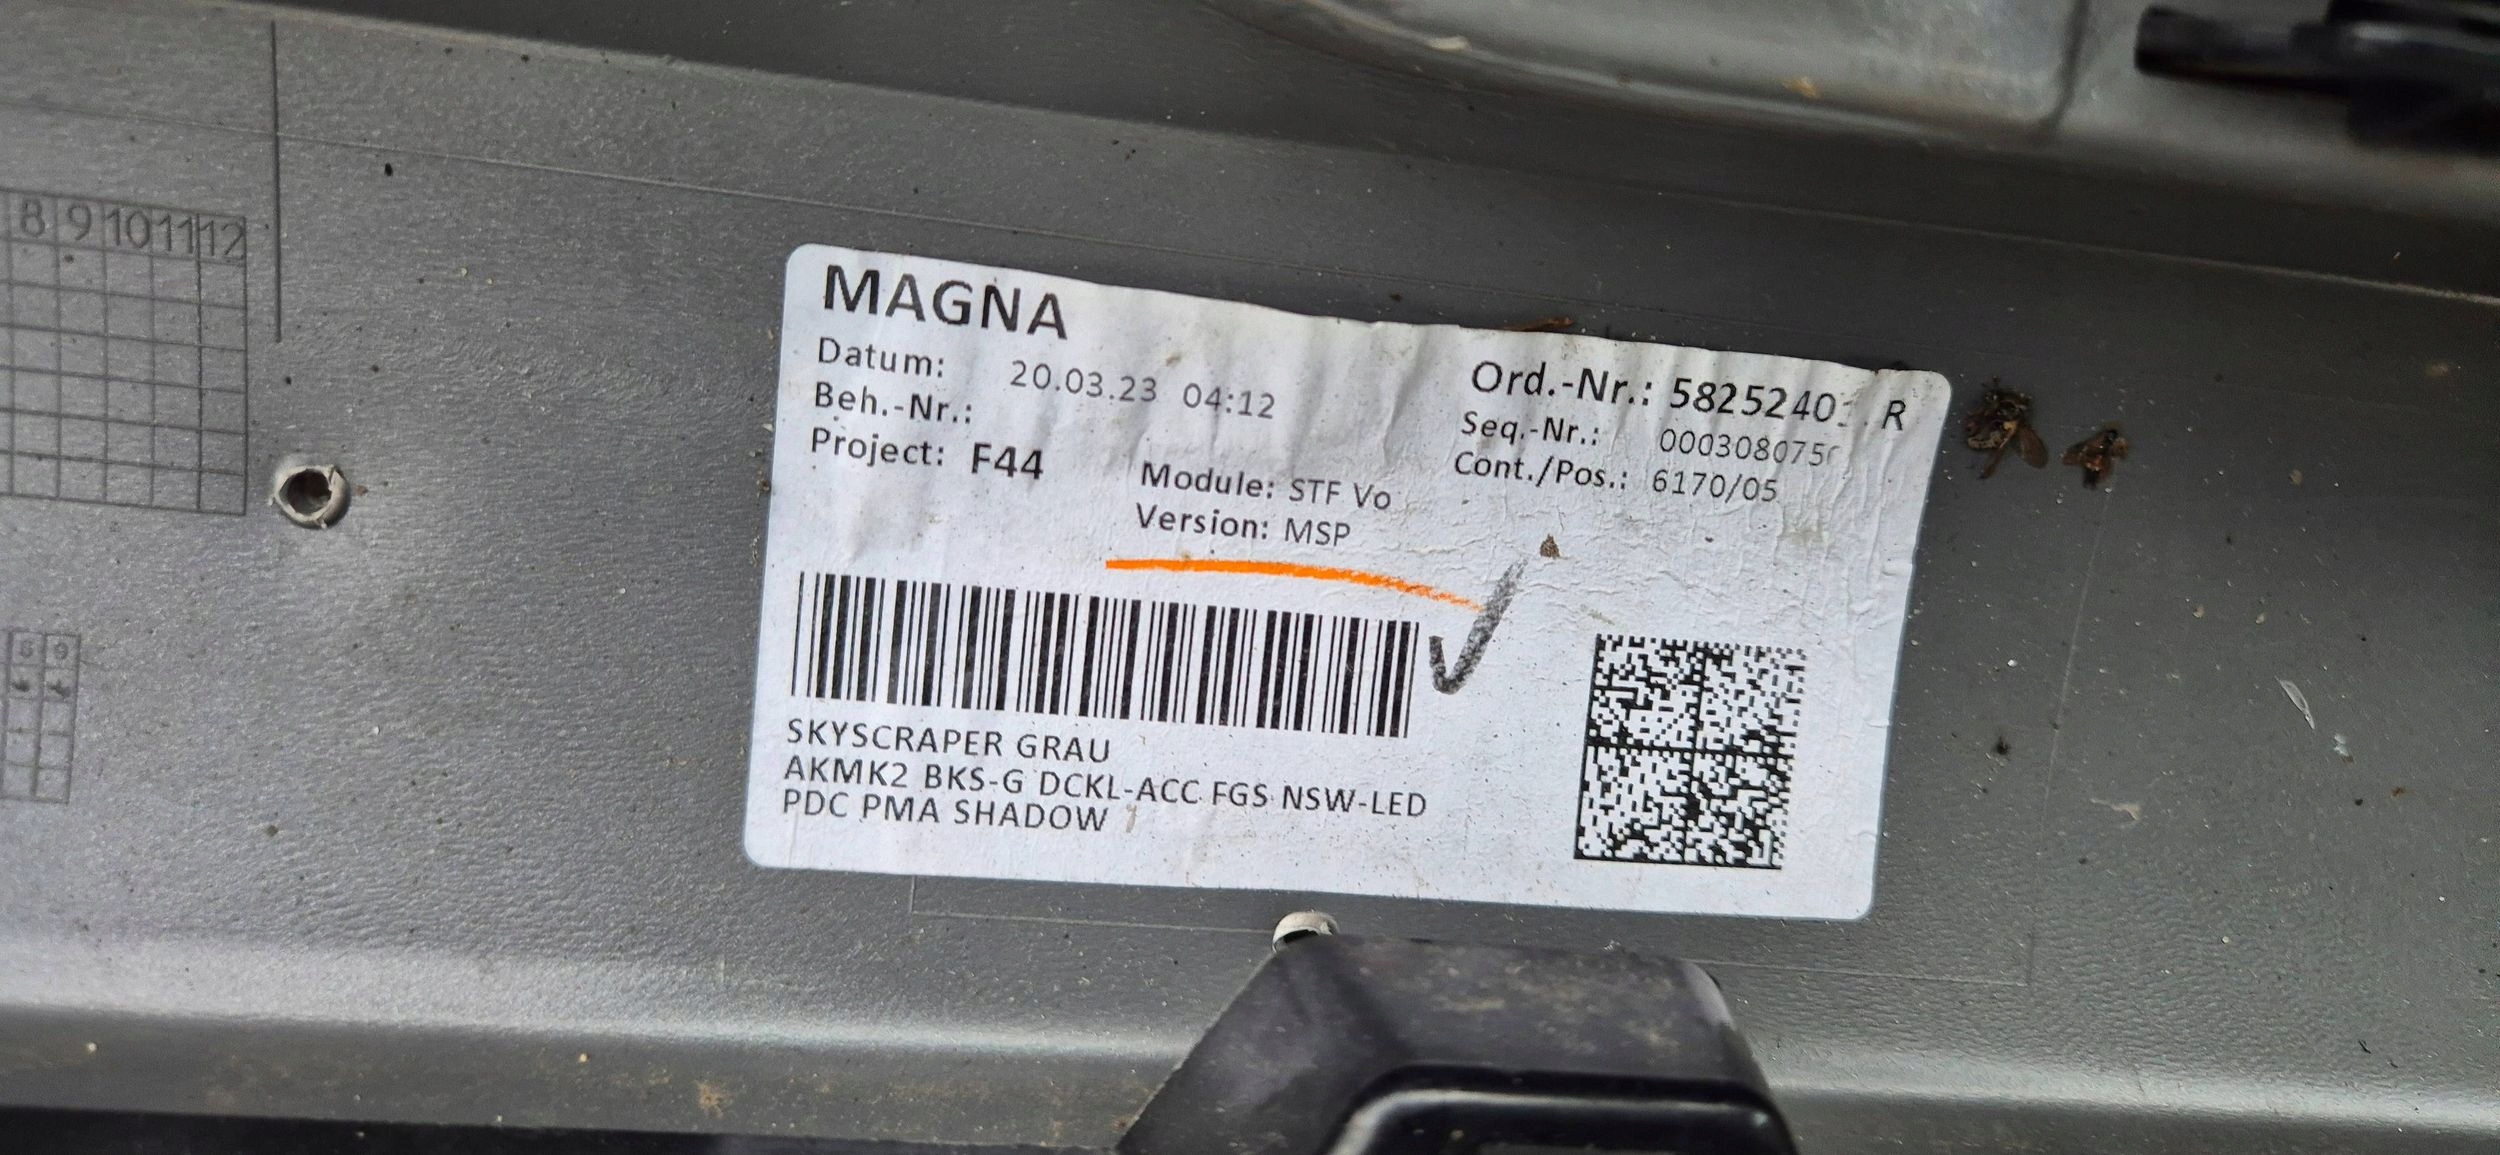 8 9 10 11 12
MAGNA
Datum: 20.03.23 04:12
Beh.-Nr.:
Project: F44
Ord.-Nr.: R
Seq.-Nr.:
Cont./Pos.: 6170/05
Module: STF Vo
Version: MSP
SKYSCRAPER GRAU
AKMK2 BKS-G DCKL-ACC FGS NSW-LED
PDC PMA SHADOW